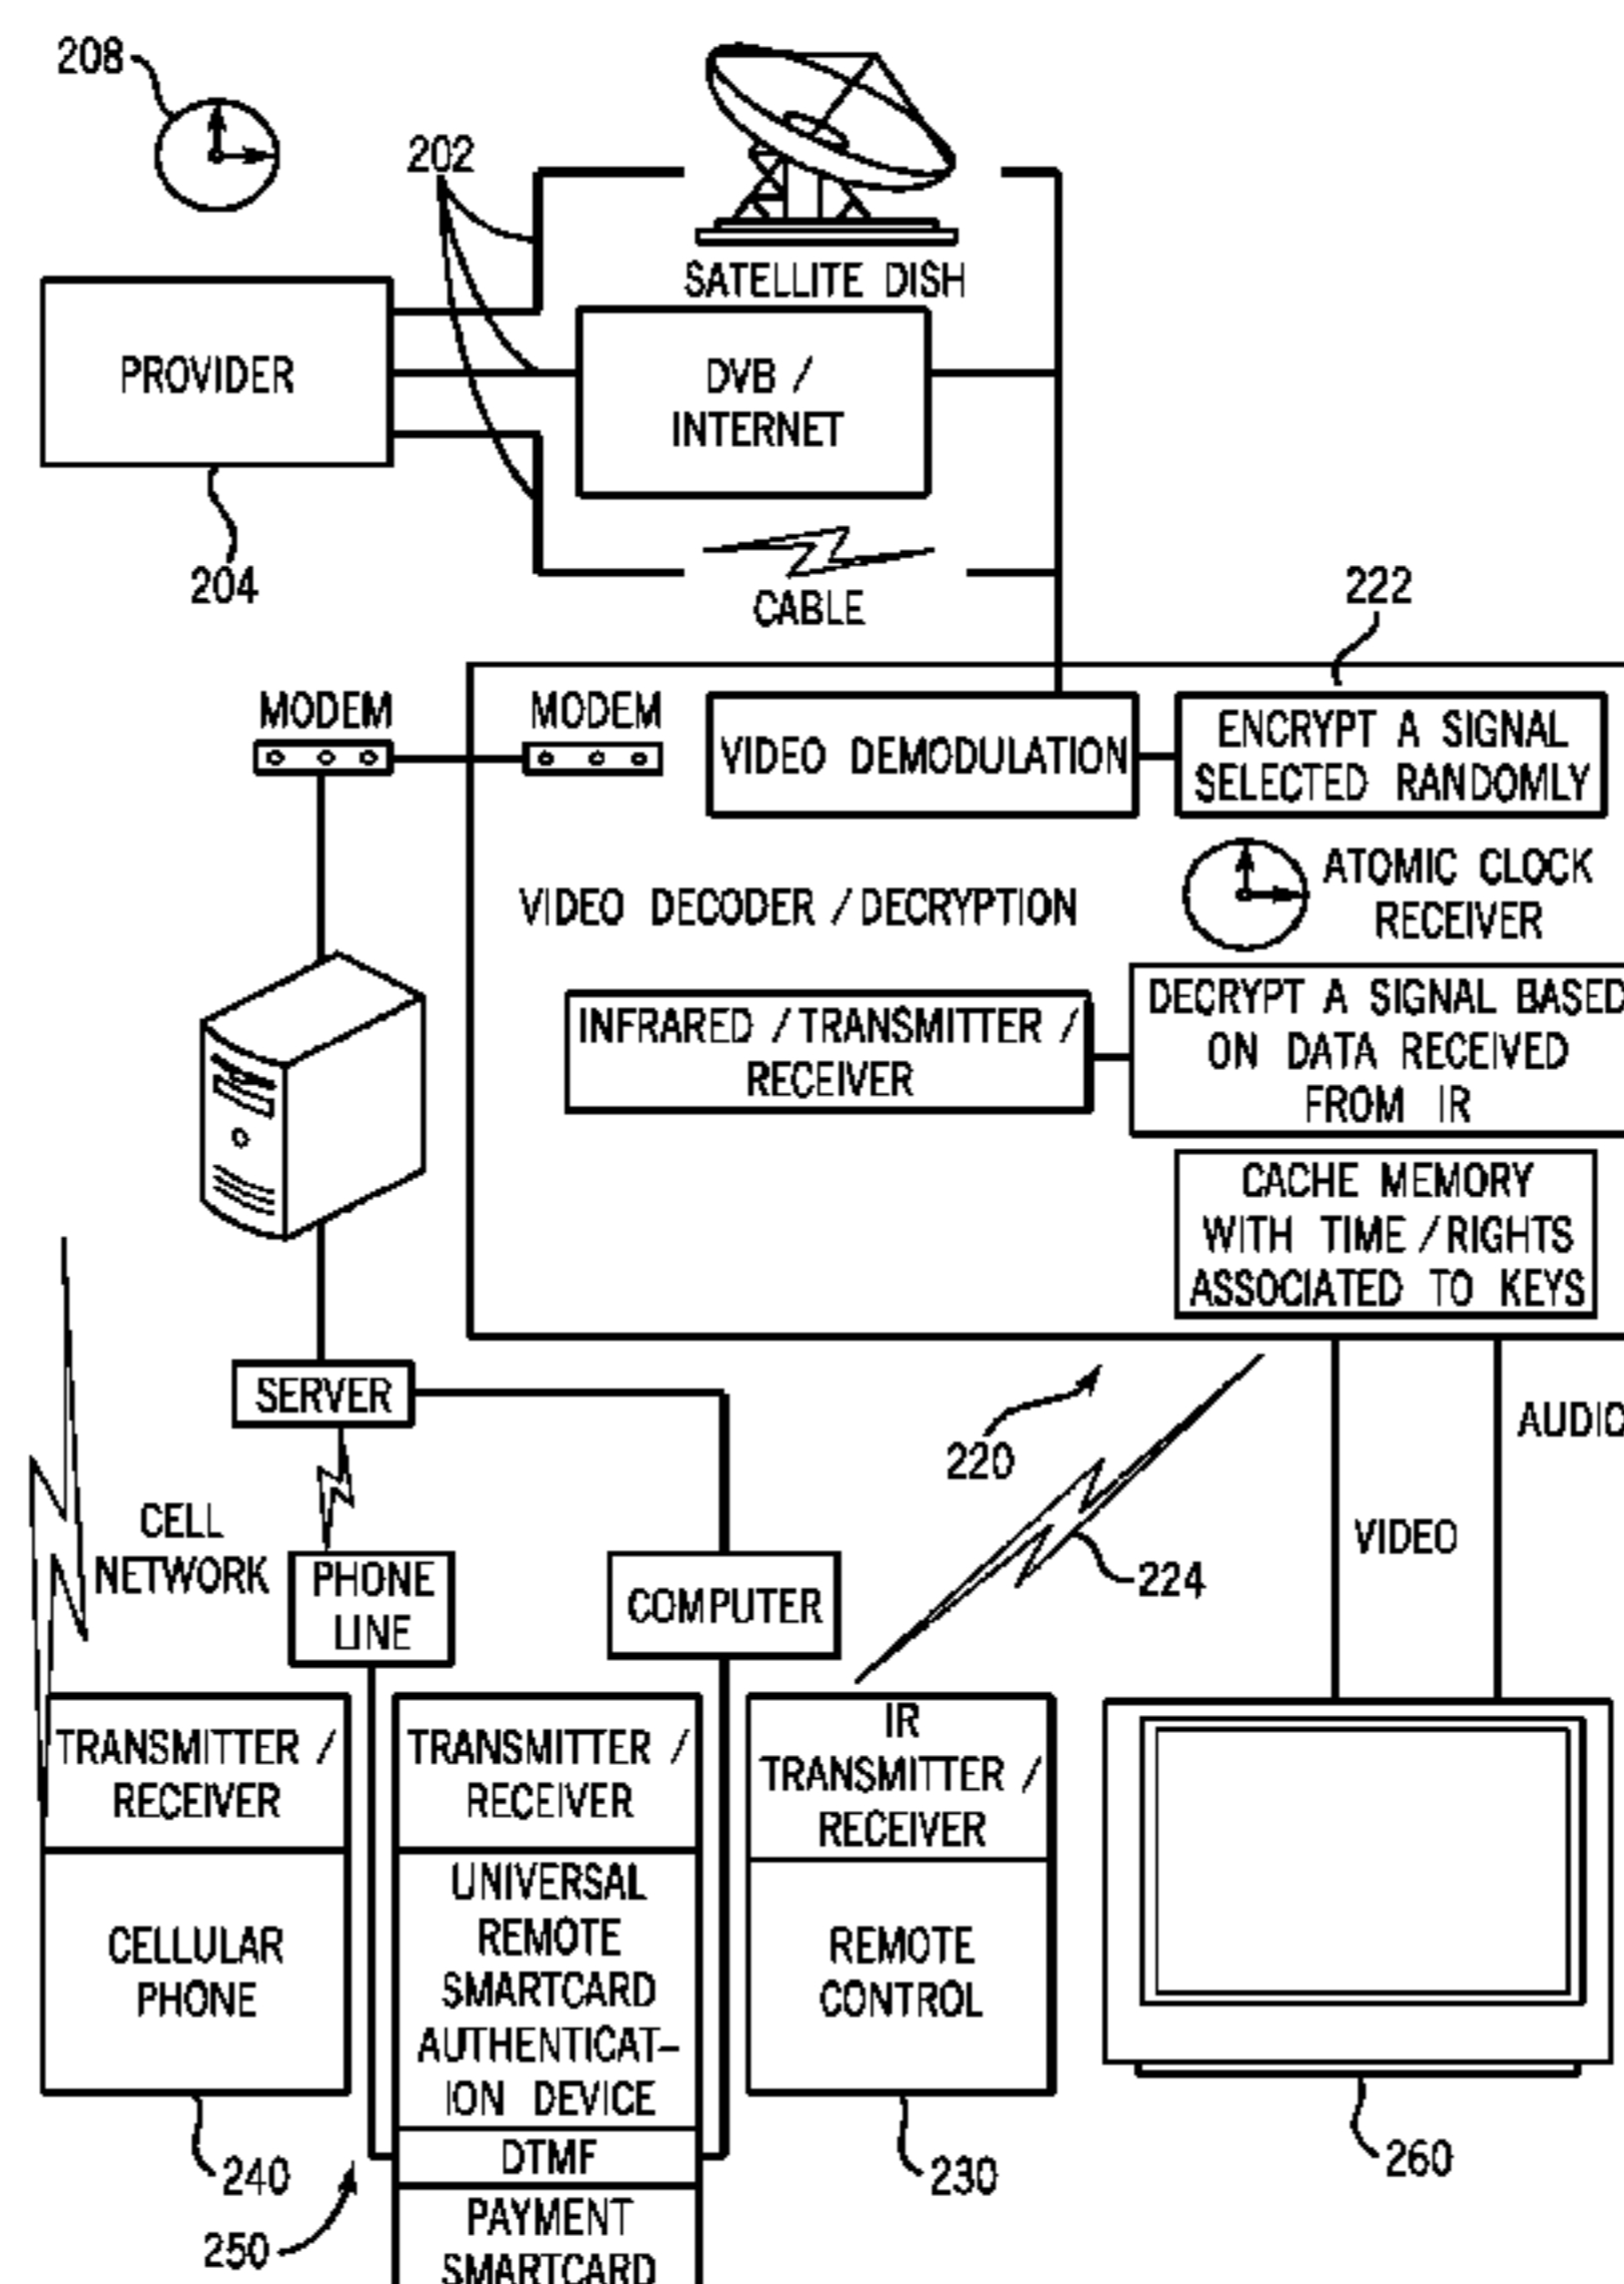 208
202
SATELLITE DISH
PROVIDER
DVB /
INTERNET
204
CABLE
222
MODEM
MODEM
VIDEO DEMODULATION
ENCRYPT A SIGNAL
SELECTED RANDOMLY
VIDEO DECODER / DECRYPTION
ATOMIC CLOCK
RECEIVER
INFRARED / TRANSMITTER /
RECEIVER
DECRYPT A SIGNAL BASED
ON DATA RECEIVED
FROM IR
CACHE MEMORY
WITH TIME / RIGHTS
ASSOCIATED TO KEYS
SERVER
220
AUDIO
CELL
NETWORK
PHONE
LINE
COMPUTER
224
VIDEO
TRANSMITTER /
RECEIVER
CELLULAR
PHONE
TRANSMITTER /
RECEIVER
UNIVERSAL
REMOTE
SMARTCARD
AUTHENTICAT-
ION DEVICE
DTMF
PAYMENT
SMARTCARD
IR
TRANSMITTER /
RECEIVER
REMOTE
CONTROL
240
250
230
260